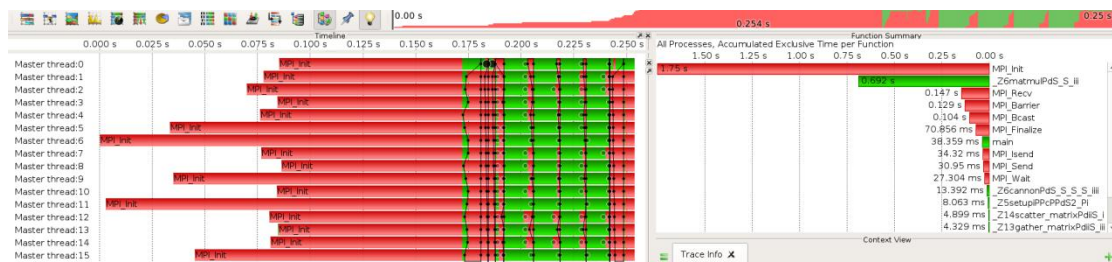 0.00 s
0.254 s
0.25 s
Timeline
0.000 s 0.025 s 0.050 s 0.075 s 0.100 s 0.125 s 0.150 s 0.175 s 0.200 s 0.225 s 0.250 s
Master thread:0 MPI_Init
Master thread:1 MPI_Init
Master thread:2 MPI_Init
Master thread:3 MPI_Init
Master thread:4 MPI_Init
Master thread:5 MPI_Init
Master thread:6 MPI_Init
Master thread:7 MPI_Init
Master thread:8 MPI_Init
Master thread:9 MPI_Init
Master thread:10 MPI_Init
Master thread:11 MPI_Init
Master thread:12 MPI_Init
Master thread:13 MPI_Init
Master thread:14 MPI_Init
Master thread:15 MPI_Init
Function Summary
All Processes, Accumulated Exclusive Time per Function
1.50 s 1.25 s 1.00 s 0.75 s 0.50 s 0.25 s 0.00 s
1.75 s MPI_Init
0.692 s _Z6matmulPdS_S_iii
0.147 s MPI_Recv
0.129 s MPI_Barrier
0.104 s MPI_Bcast
70.856 ms MPI_Finalize
38.359 ms main
34.32 ms MPI_Isend
30.95 ms MPI_Send
27.304 ms MPI_Wait
13.392 ms _Z6cannonPdS_S_S_S_iii
8.063 ms _Z5setupiPPcPPdS2_Pi
4.899 ms _Z14scatter_matrixPdiiS_i
4.329 ms _Z13gather_matrixPdiiS_i
Context View
Trace Info